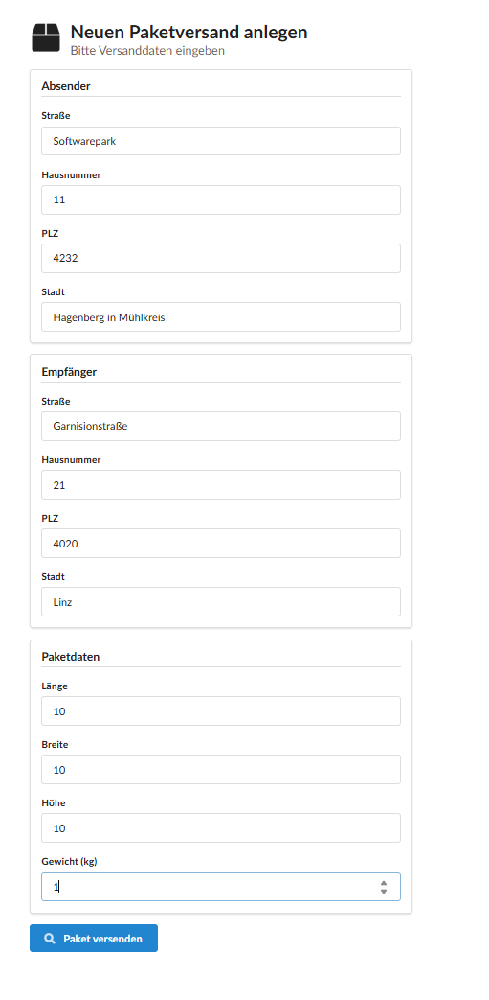 Neuen Paketversand anlegen
Bitte Versanddaten eingeben
Absender
Straße
Softwarepark
Hausnummer
11
PLZ
4232
Stadt
Hagenberg in Mühlkreis
Empfänger
Straße
Garnisionstraße
Hausnummer
21
PLZ
4020
Stadt
Linz
Paketdaten
Länge
10
Breite
10
Höhe
10
Gewicht (kg)
1
Paket versenden